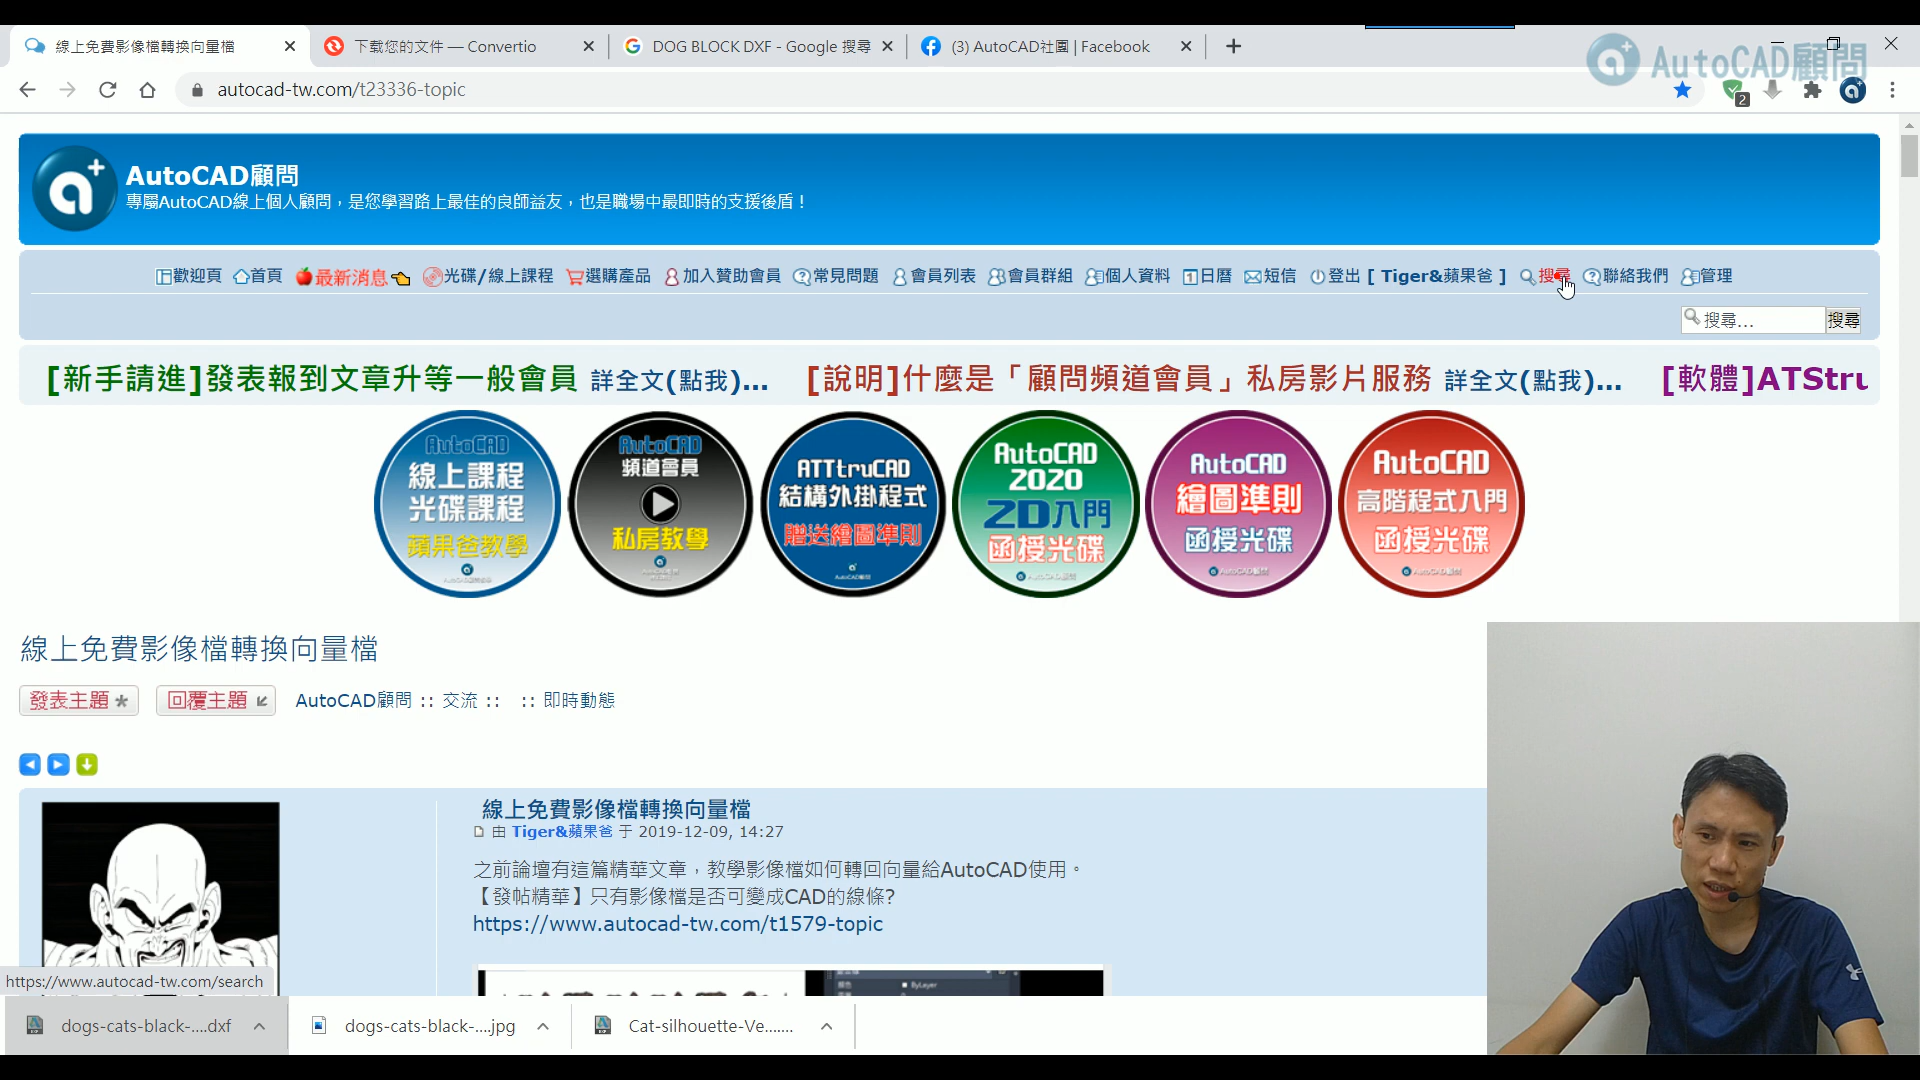 線上免費影像檔轉換向量檔
下载您的文件 — Convertio
DOG BLOCK DXF - Google 搜尋
(3) AutoCAD社團 | Facebook
AutoCAD顧問
autocad-tw.com/t23336-topic
2
AutoCAD顧問
專屬AutoCAD線上個人顧問，是您學習路上最佳的良師益友，也是職場中最即時的支援後盾！
歡迎頁 首頁 最新消息 光碟/線上課程 選購產品 加入贊助會員 常見問題 會員列表 會員群組 個人資料 日曆 短信 登出 [ Tiger&蘋果爸 ] 搜尋 聯絡我們 管理
搜尋... 搜尋
[新手請進]發表報到文章升等一般會員 詳全文(點我)... [說明]什麼是「顧問頻道會員」私房影片服務 詳全文(點我)... [軟體]ATStru
AutoCAD
線上課程
光碟課程
蘋果爸教學
AutoCAD
頻道會員
私房教學
ATTtruCAD
結構外掛程式
贈送繪圖準則
AutoCAD
2020
2D入門
函授光碟
AutoCAD
繪圖準則
函授光碟
AutoCAD
高階程式入門
函授光碟
線上免費影像檔轉換向量檔
發表主題 回覆主題 AutoCAD顧問 :: 交流 :: :: 即時動態
線上免費影像檔轉換向量檔
由 Tiger&蘋果爸 于 2019-12-09, 14:27
之前論壇有這篇精華文章，教學影像檔如何轉回向量給AutoCAD使用。
【發帖精華】只有影像檔是否可變成CAD的線條?
https://www.autocad-tw.com/t1579-topic
ByLayer
https://www.autocad-tw.com/search
dogs-cats-black-....dxf
dogs-cats-black-....jpg
Cat-silhouette-Ve.......